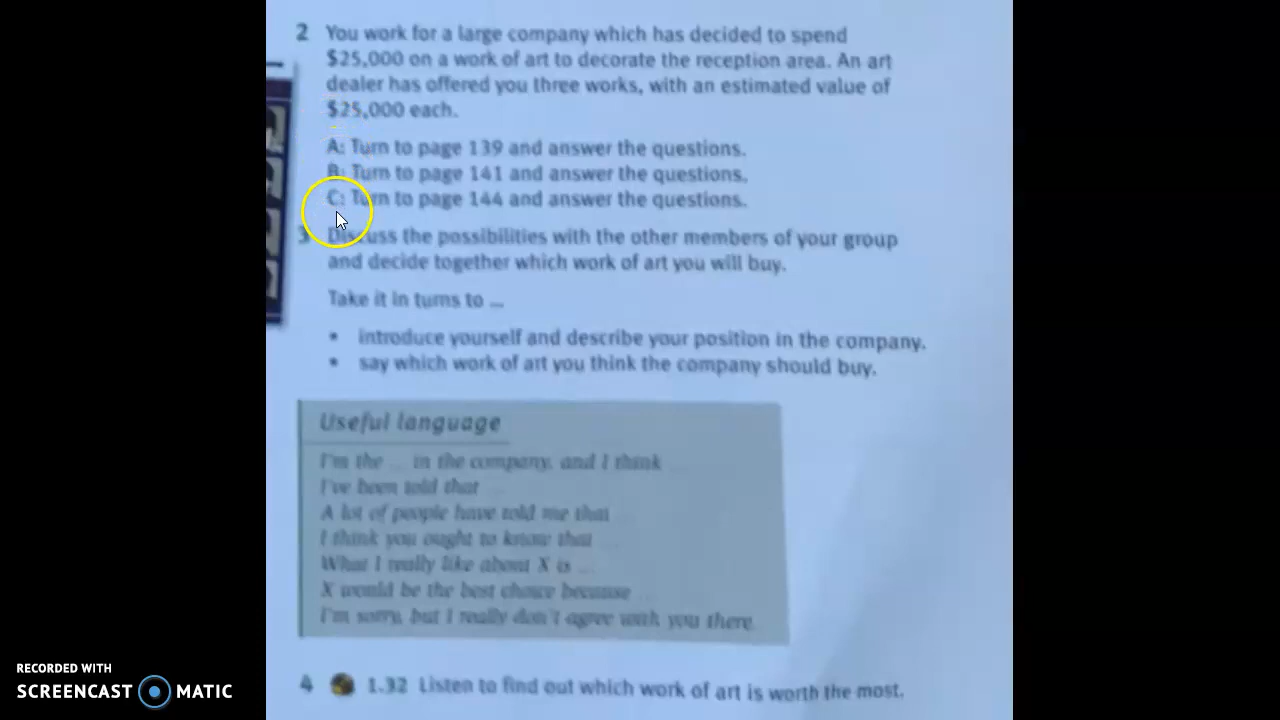 2 You work for a large company which has decided to spend
$25,000 on a work of art to decorate the reception area. An art
dealer has offered you three works, with an estimated value of
$25,000 each.
A: Turn to page 139 and answer the questions.
B: Turn to page 141 and answer the questions.
C: Turn to page 144 and answer the questions.
3 Discuss the possibilities with the other members of your group
and decide together which work of art you will buy.
Take it in turns to ...
• introduce yourself and describe your position in the company.
• say which work of art you think the company should buy.
Useful language
I'm the ... in the company, and I think ...
I've been told that ...
A lot of people have told me that ...
I think you ought to know that ...
What I really like about X is ...
X would be the best choice because ...
I'm sorry, but I really don't agree with you there.
4 1.32 Listen to find out which work of art is worth the most.
RECORDED WITH
SCREENCAST MATIC